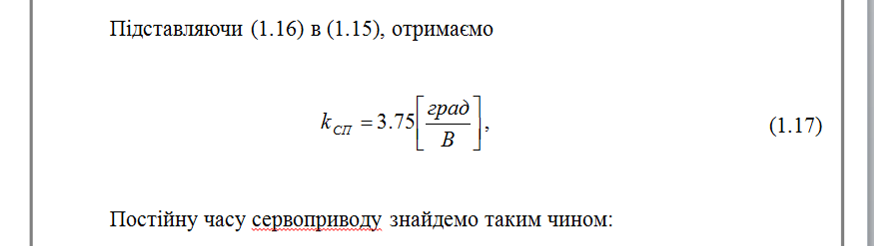 Підставляючи (1.16) в (1.15), отримаємо
k_СП = 3.75[град/В], (1.17)
Постійну часу сервоприводу знайдемо таким чином: